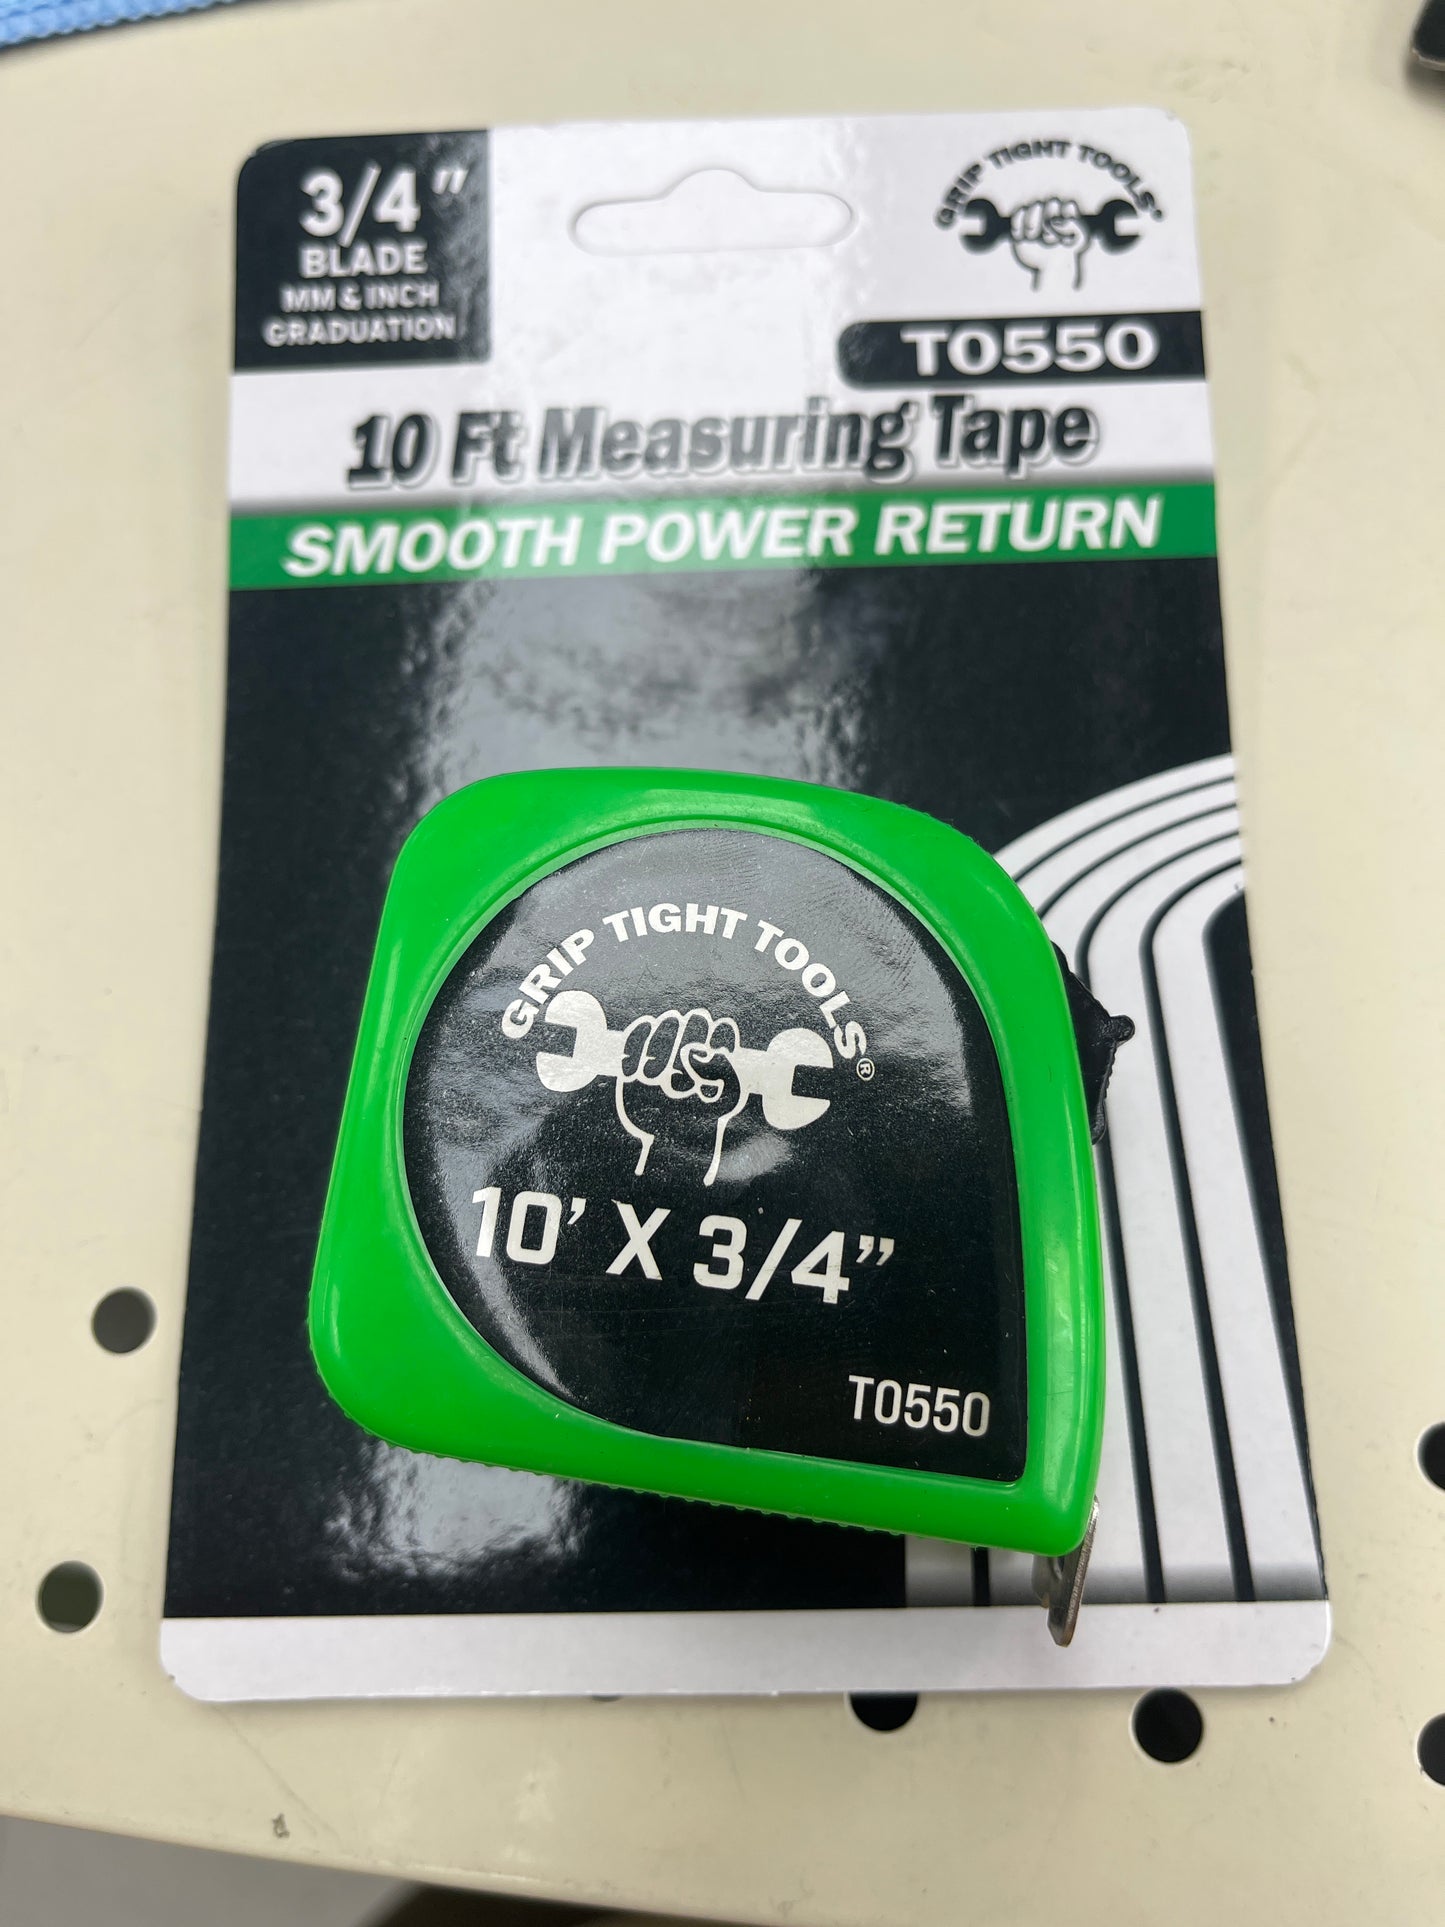 3/4"
BLADE
MM & INCH
GRADUATION
GRIP TIGHT TOOLS®
T0550
10 Ft Measuring Tape
SMOOTH POWER RETURN
GRIP TIGHT TOOLS®
10’ X 3/4”
T0550